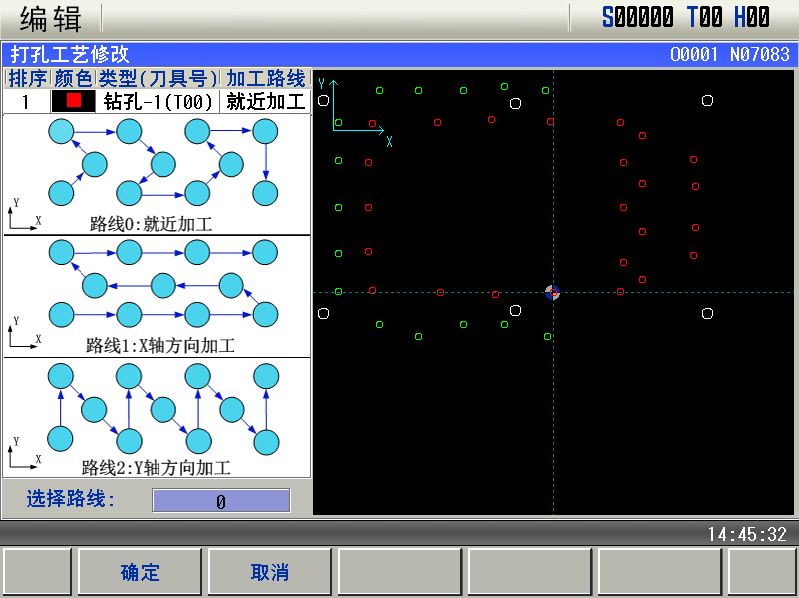 编辑 S00000 T00 H00
打孔工艺修改 O0001 N07083
排序 颜色 类型(刀具号) 加工路线
1 钻孔-1(T00) 就近加工
Y
X
Y
X
路线0:就近加工
Y
X
路线1:X轴方向加工
Y
X
路线2:Y轴方向加工
选择路线: 0
14:45:32
确定 取消